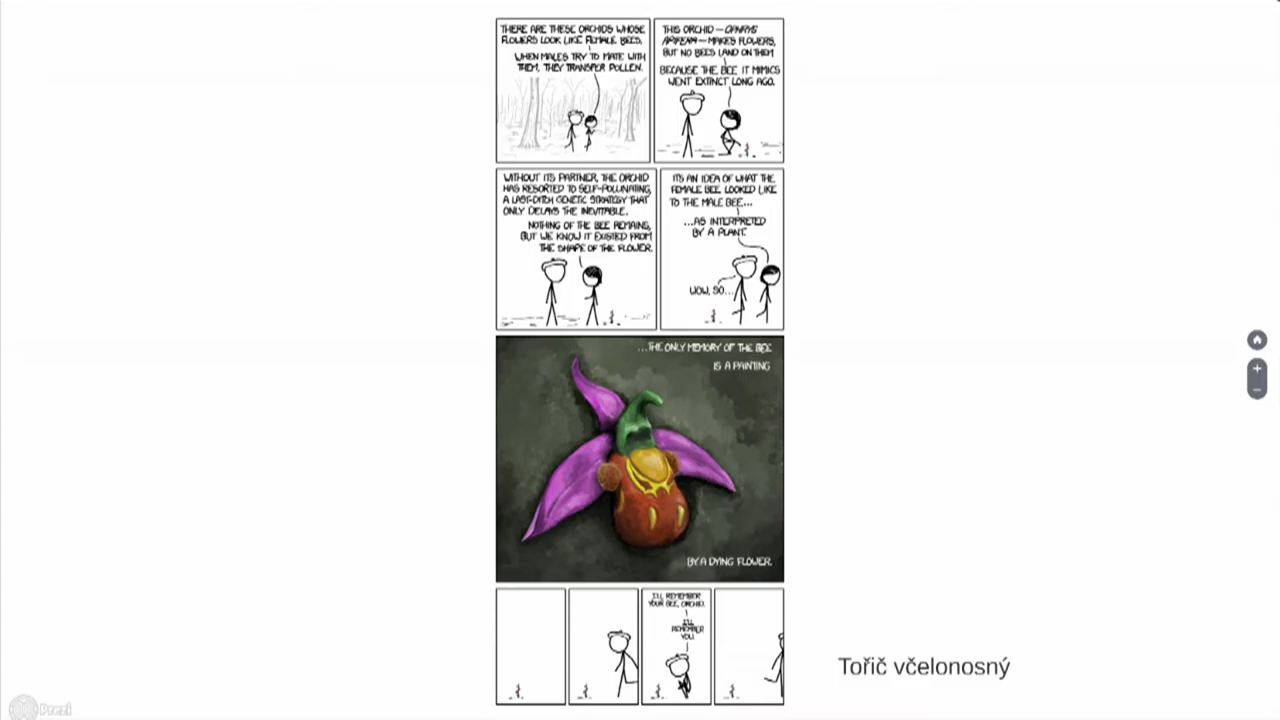 THERE ARE THESE ORCHIDS WHOSE
FLOWERS LOOK LIKE FEMALE BEES.
WHEN MALES TRY TO MATE WITH
THEM, THEY TRANSFER POLLEN.
THIS ORCHID — OPHRYS
APIFERA — MAKES FLOWERS,
BUT NO BEES LAND ON THEM
BECAUSE THE BEE IT MIMICS
WENT EXTINCT LONG AGO.
WITHOUT ITS PARTNER, THE ORCHID
HAS RESORTED TO SELF-POLLINATING,
A LAST-DITCH GENETIC STRATEGY THAT
ONLY DELAYS THE INEVITABLE.
NOTHING OF THE BEE REMAINS,
BUT WE KNOW IT EXISTED FROM
THE SHAPE OF THE FLOWER.
IT'S AN IDEA OF WHAT THE
FEMALE BEE LOOKED LIKE
TO THE MALE BEE...
...AS INTERPRETED
BY A PLANT.
WOW, SO...
...THE ONLY MEMORY OF THE BEE
IS A PAINTING
BY A DYING FLOWER.
I'LL REMEMBER
YOUR BEE, ORCHID.
I'LL
REMEMBER
YOU.
Tořič včelonosný
Prezi